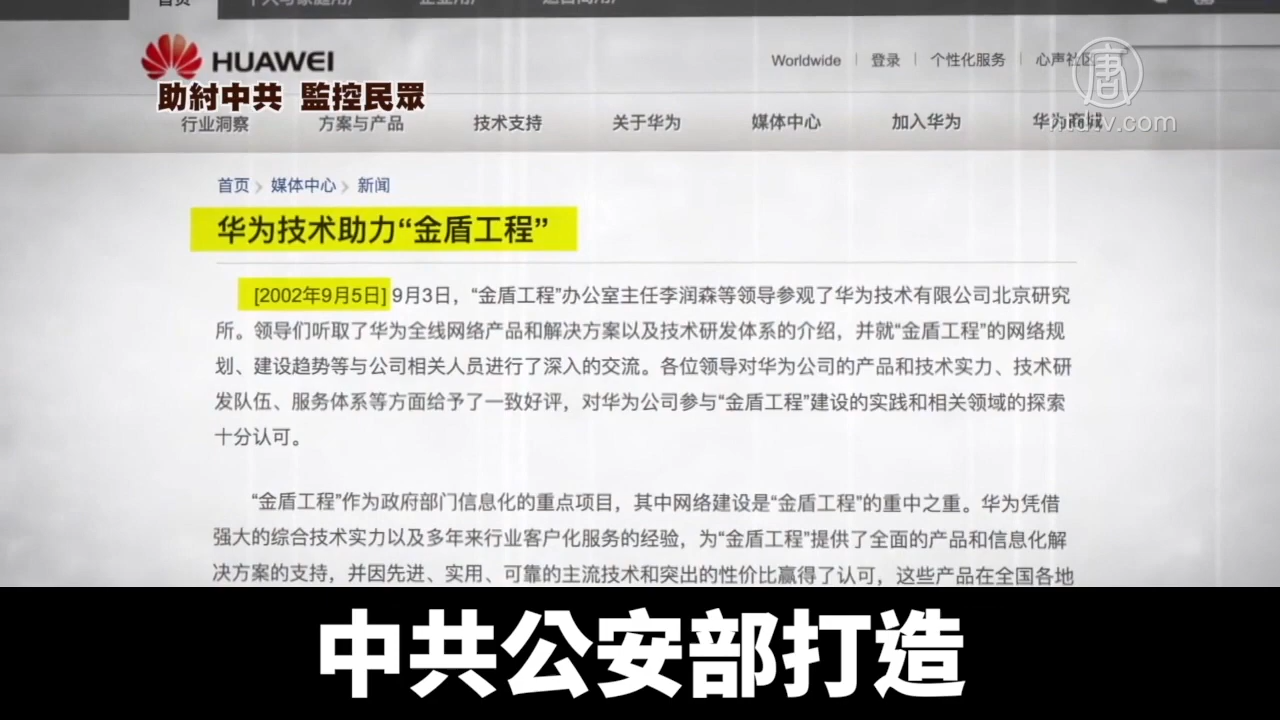 首页
HUAWEI
Worldwide 登录 个性化服务 心声社区
唐
ntdtv.com
助紂中共 監控民眾
行业洞察 方案与产品 技术支持 关于华为 媒体中心 加入华为 华为商城
首页 > 媒体中心 > 新闻
华为技术助力“金盾工程”
[2002年9月5日] 9月3日，“金盾工程”办公室主任李润森等领导参观了华为技术有限公司北京研究
所。领导们听取了华为全线网络产品和解决方案以及技术研发体系的介绍，并就“金盾工程”的网络规
划、建设趋势等与公司相关人员进行了深入的交流。各位领导对华为公司的产品和技术实力、技术研
发队伍、服务体系等方面给予了一致好评，对华为公司参与“金盾工程”建设的实践和相关领域的探索
十分认可。
“金盾工程”作为政府部门信息化的重点项目，其中网络建设是“金盾工程”的重中之重。华为凭借
强大的综合技术实力以及多年来行业客户化服务的经验，为“金盾工程”提供了全面的产品和信息化解
决方案的支持，并因先进、实用、可靠的主流技术和突出的性价比赢得了认可，这些产品在全国各地
中共公安部打造